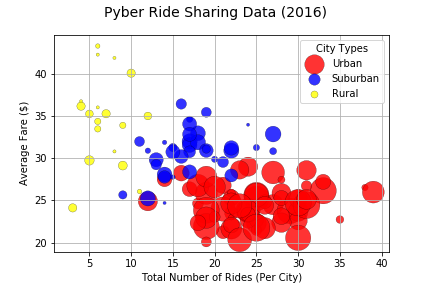 Pyber Ride Sharing Data (2016)
City Types
Urban
Suburban
Rural
Average Fare ($)
40
35
30
25
20
5
10
15
20
25
30
35
40
Total Number of Rides (Per City)